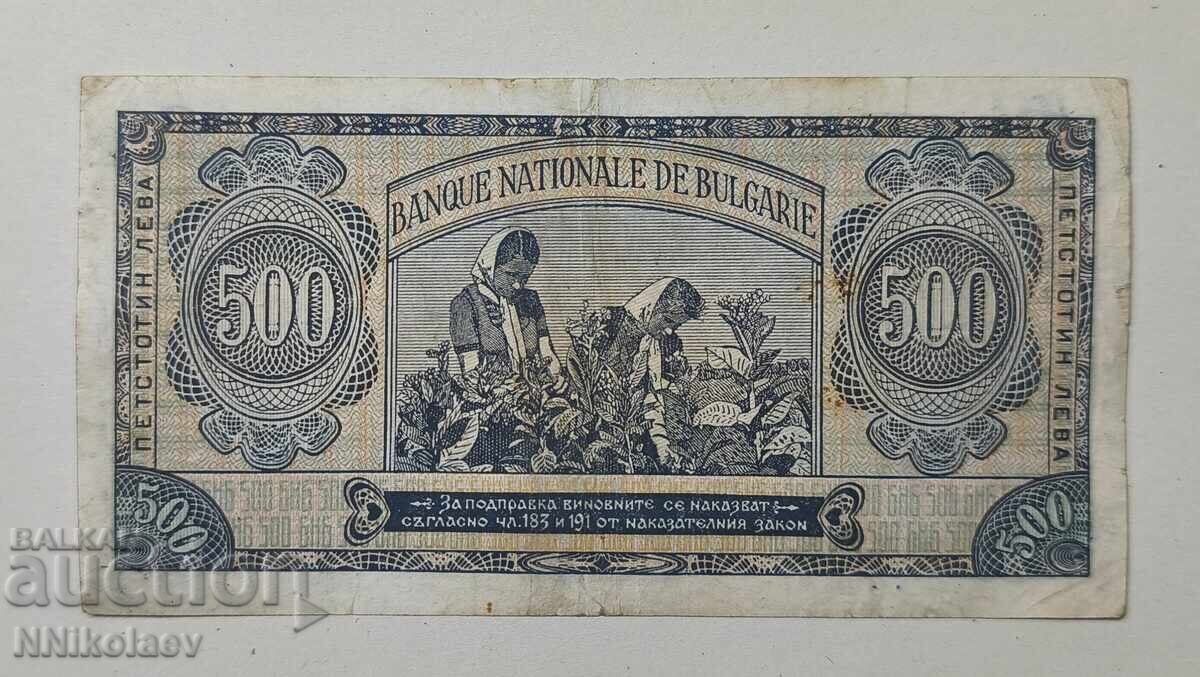 BANQUE NATIONALE DE BULGARIE
500
500
ПЕТСТОТИН ЛЕВА
ПЕТСТОТИН ЛЕВА
ЗА ПОДПРАВКА ВИНОВНИТЕ СЕ НАКАЗВАТ
СЪГЛАСНО ЧЛ.183 И 191 ОТ НАКАЗАТЕЛНИЯ ЗАКОН
500
500
BALKAN
auction
NNikolaev